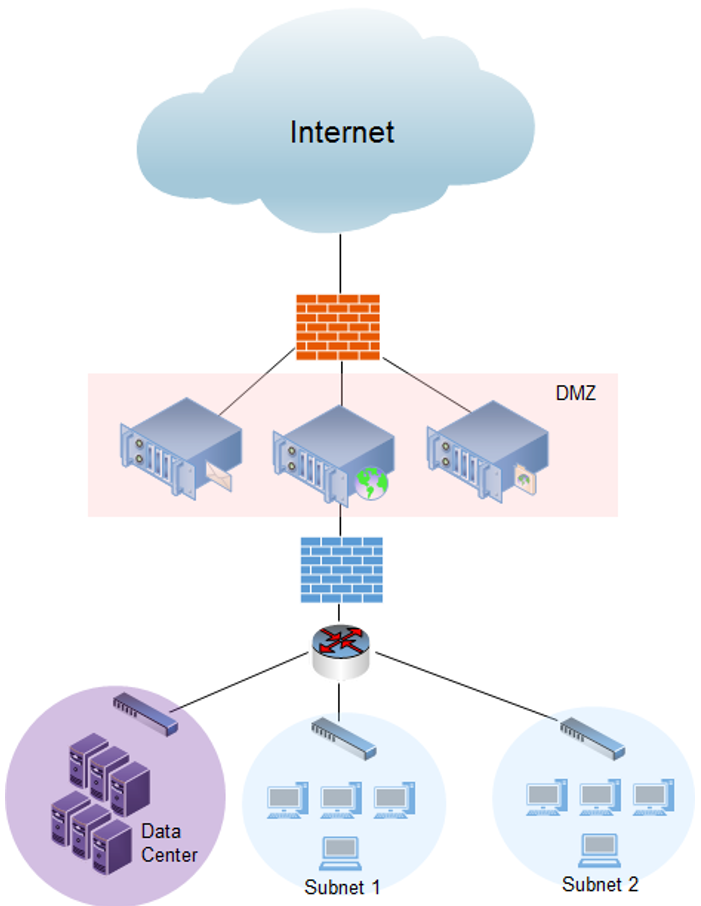 Internet
DMZ
Data
Center
Subnet 1
Subnet 2